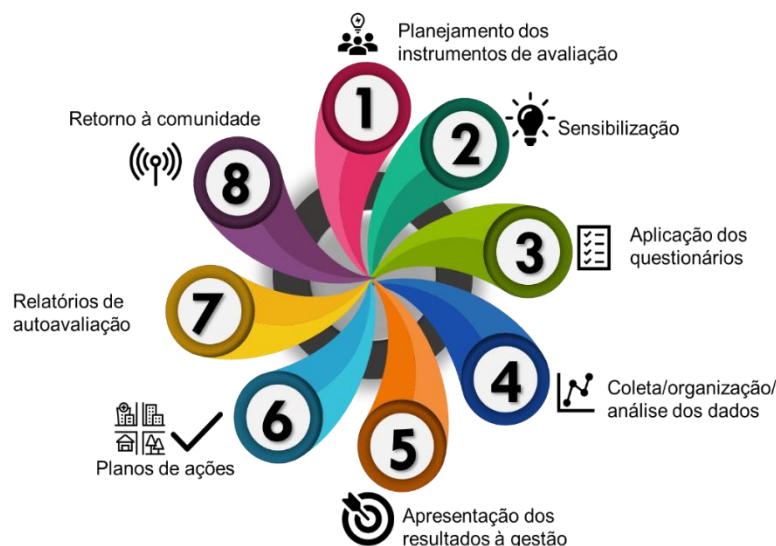 1
Planejamento dos
instrumentos de avaliação
2
Sensibilização
3
Aplicação dos
questionários
4
Coleta/organização/
análise dos dados
5
Apresentação dos
resultados à gestão
6
Planos de ações
7
Relatórios de
autoavaliação
8
Retorno à comunidade